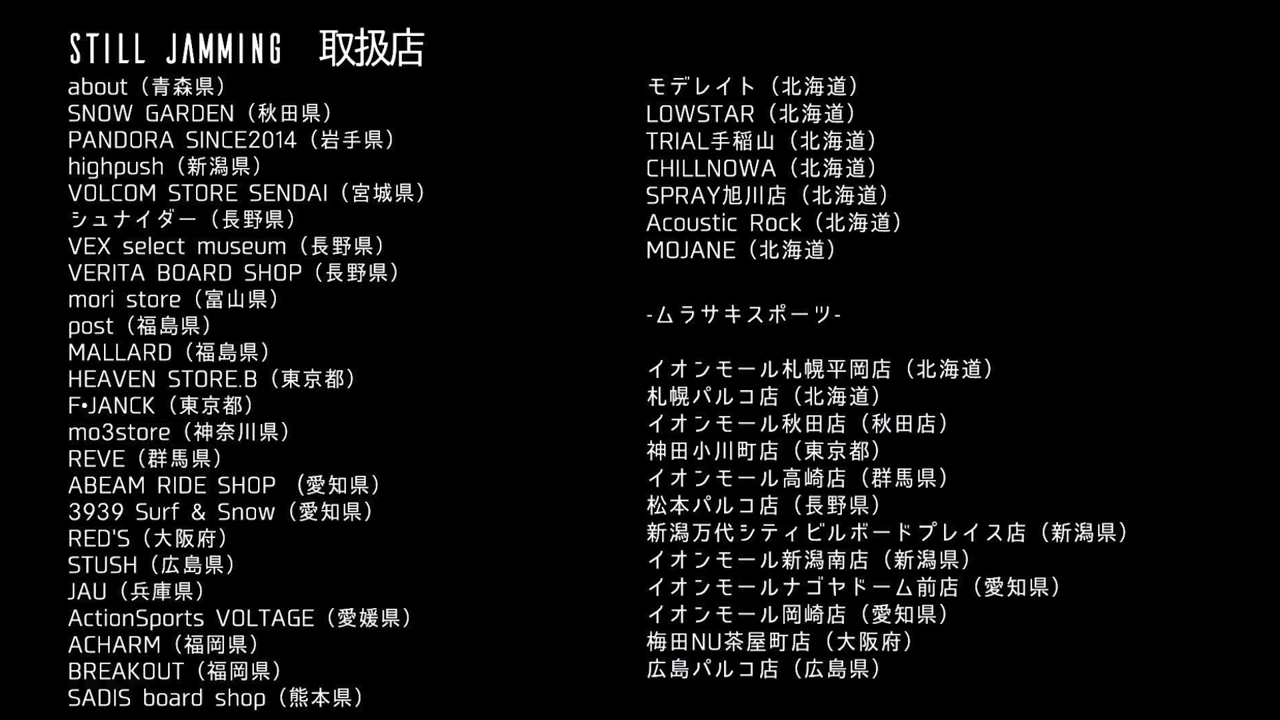 STILL JAMMING 取扱店
about（青森県）
SNOW GARDEN（秋田県）
PANDORA SINCE2014（岩手県）
highpush（新潟県）
VOLCOM STORE SENDAI（宮城県）
シュナイダー（長野県）
VEX select museum（長野県）
VERITA BOARD SHOP（長野県）
mori store（富山県）
post（福島県）
MALLARD（福島県）
HEAVEN STORE.B（東京都）
F•JANCK（東京都）
mo3store（神奈川県）
REVE（群馬県）
ABEAM RIDE SHOP （愛知県）
3939 Surf & Snow（愛知県）
RED'S（大阪府）
STUSH（広島県）
JAU（兵庫県）
ActionSports VOLTAGE（愛媛県）
ACHARM（福岡県）
BREAKOUT（福岡県）
SADIS board shop（熊本県）
モデレイト（北海道）
LOWSTAR（北海道）
TRIAL手稲山（北海道）
CHILLNOWA（北海道）
SPRAY旭川店（北海道）
Acoustic Rock（北海道）
MOJANE（北海道）
-ムラサキスポーツ-
イオンモール札幌平岡店（北海道）
札幌パルコ店（北海道）
イオンモール秋田店（秋田店）
神田小川町店（東京都）
イオンモール高崎店（群馬県）
松本パルコ店（長野県）
新潟万代シティビルボードプレイス店（新潟県）
イオンモール新潟南店（新潟県）
イオンモールナゴヤドーム前店（愛知県）
イオンモール岡崎店（愛知県）
梅田NU茶屋町店（大阪府）
広島パルコ店（広島県）